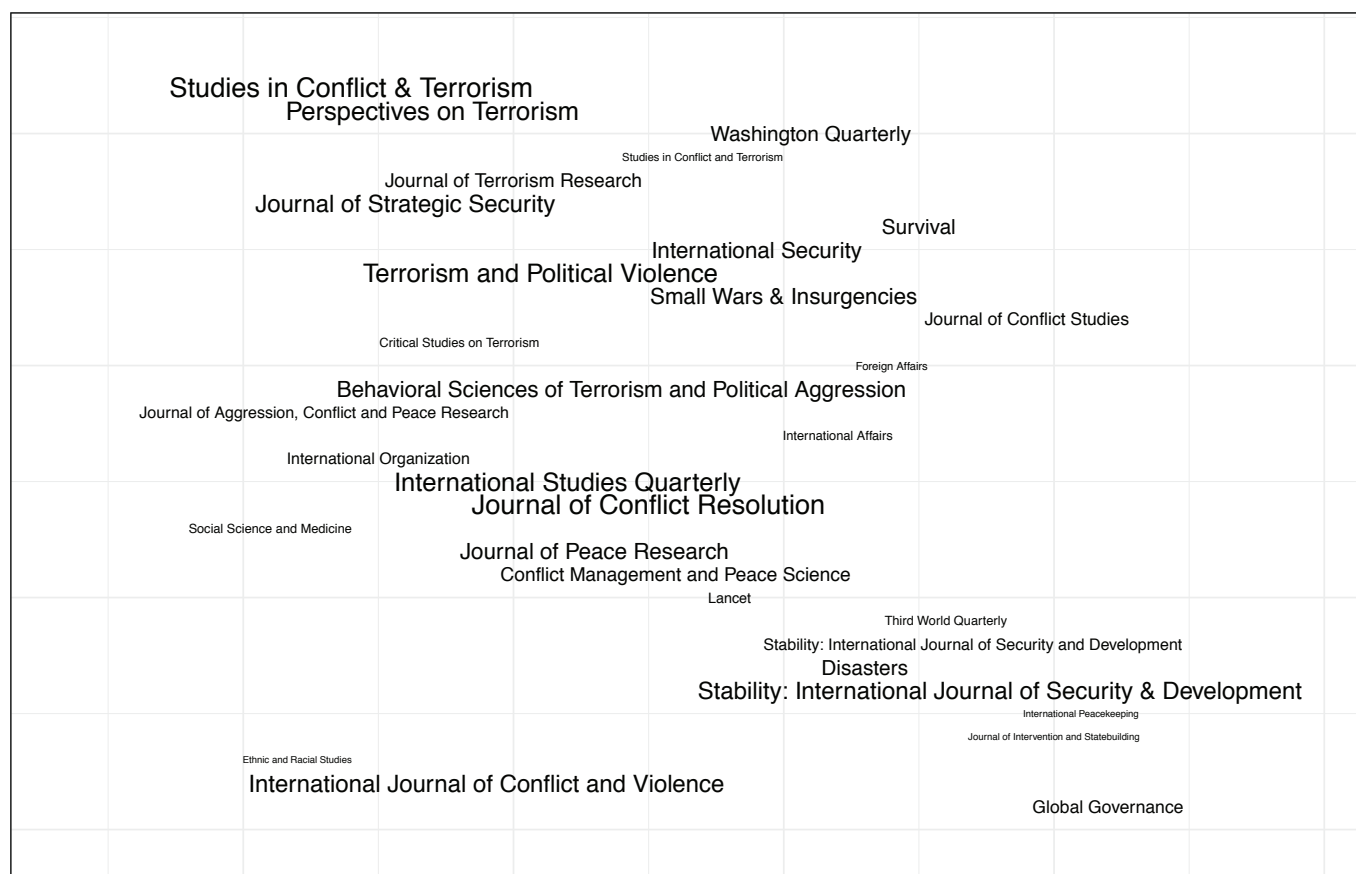 Studies in Conflict & Terrorism
Perspectives on Terrorism
Washington Quarterly
Studies in Conflict and Terrorism
Journal of Terrorism Research
Journal of Strategic Security
Survival
International Security
Terrorism and Political Violence
Small Wars & Insurgencies
Journal of Conflict Studies
Critical Studies on Terrorism
Foreign Affairs
Behavioral Sciences of Terrorism and Political Aggression
Journal of Aggression, Conflict and Peace Research
International Affairs
International Organization
International Studies Quarterly
Journal of Conflict Resolution
Social Science and Medicine
Journal of Peace Research
Conflict Management and Peace Science
Lancet
Third World Quarterly
Stability: International Journal of Security and Development
Disasters
Stability: International Journal of Security & Development
International Peacekeeping
Journal of Intervention and Statebuilding
Ethnic and Racial Studies
International Journal of Conflict and Violence
Global Governance